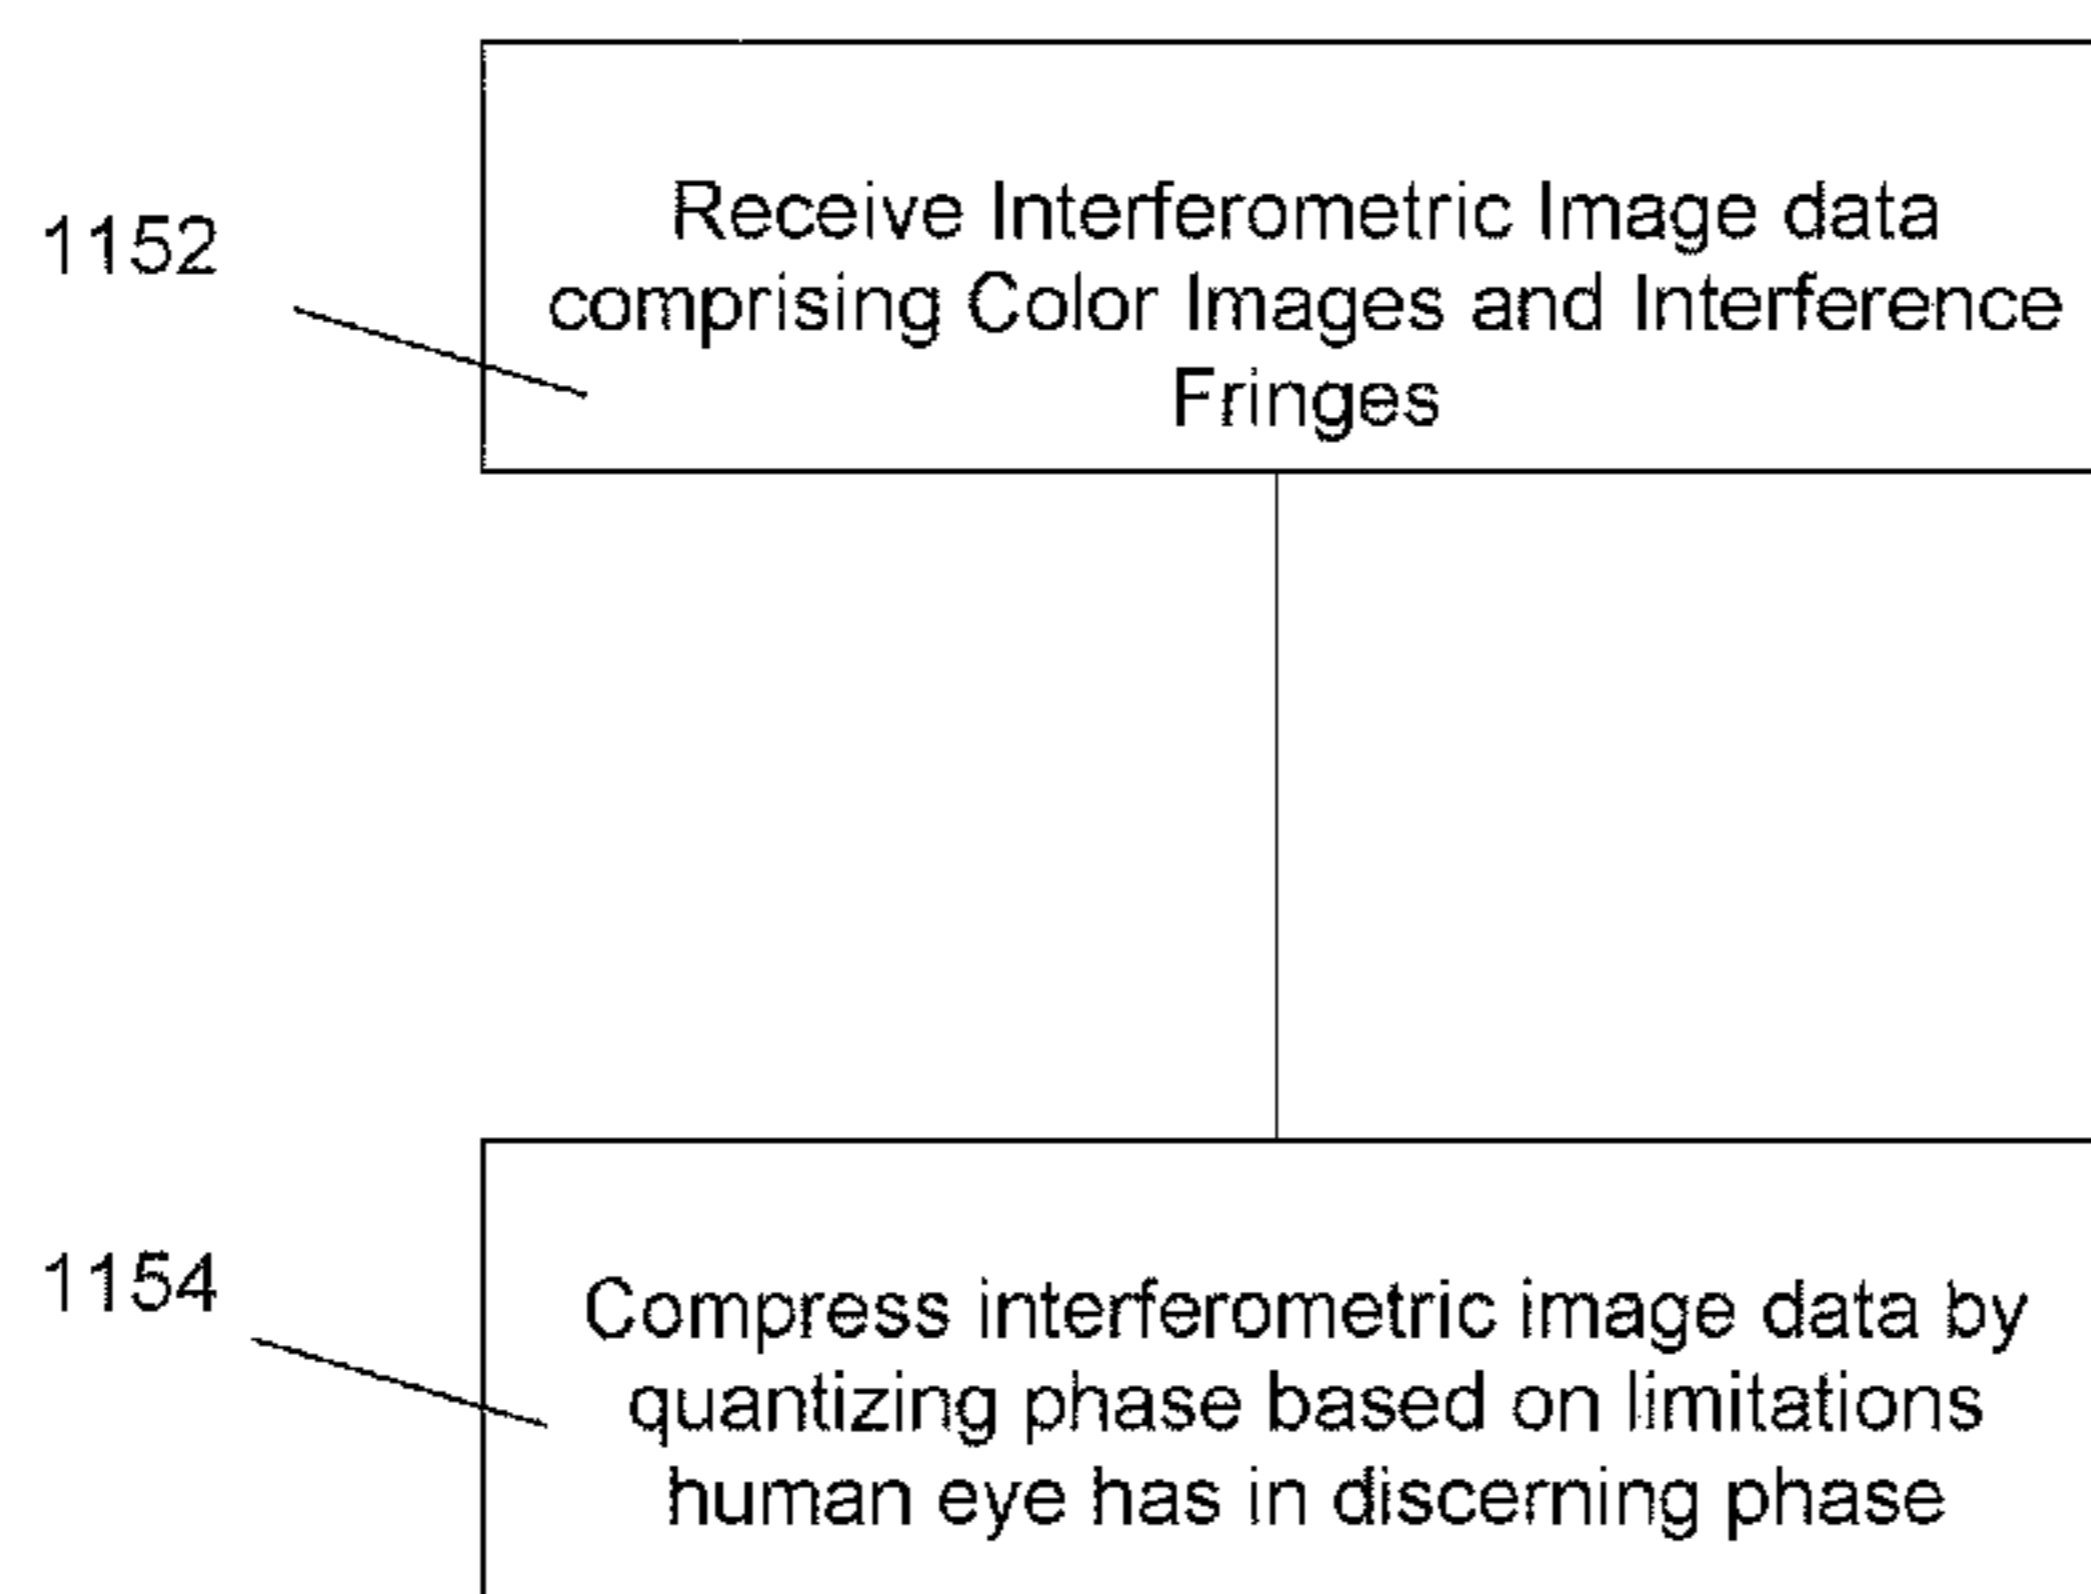 1152
Receive Interferometric Image data
comprising Color Images and Interference
Fringes
1154
Compress interferometric image data by
quantizing phase based on limitations
human eye has in discerning phase